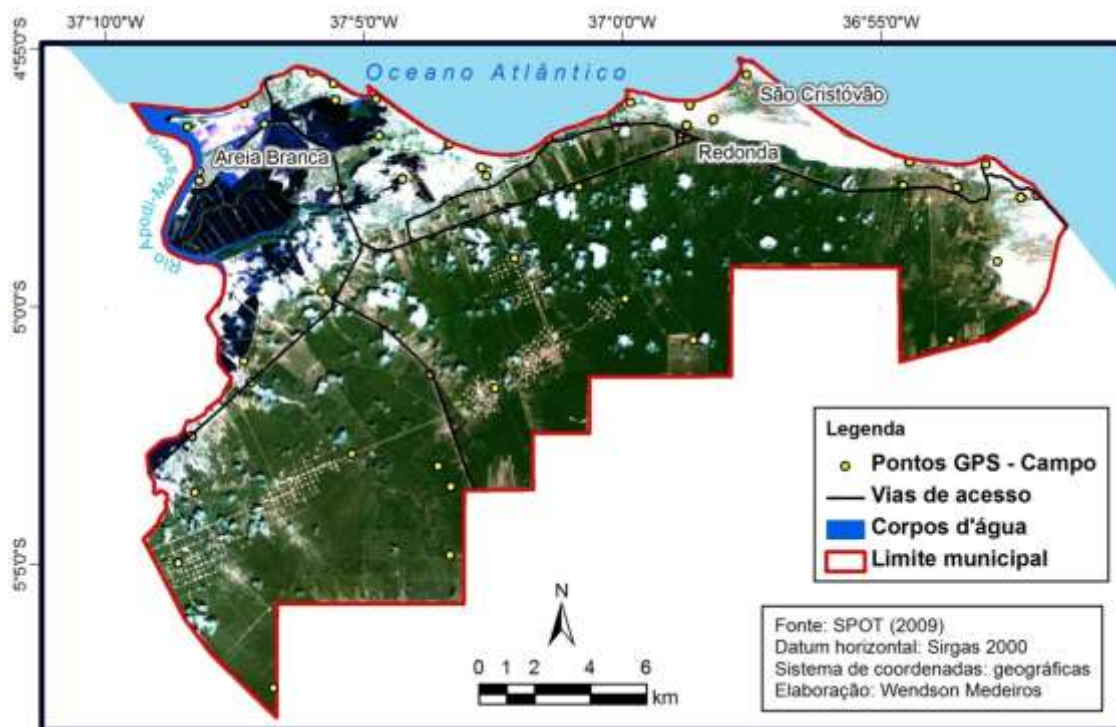 37°10'0"W 37°5'0"W 37°0'0"W 36°55'0"W
4°55'0"S
Oceano Atlântico
São Cristóvão
Areia Branca
Redonda
Rio Apodi-Mossoró
5°0'0"S
Legenda
Pontos GPS - Campo
Vias de acesso
Corpos d'água
Limite municipal
5°5'0"S
N
Fonte: SPOT (2009)
Datum horizontal: Sirgas 2000
Sistema de coordenadas: geográficas
Elaboração: Wendson Medeiros
0 1 2 4 6
km